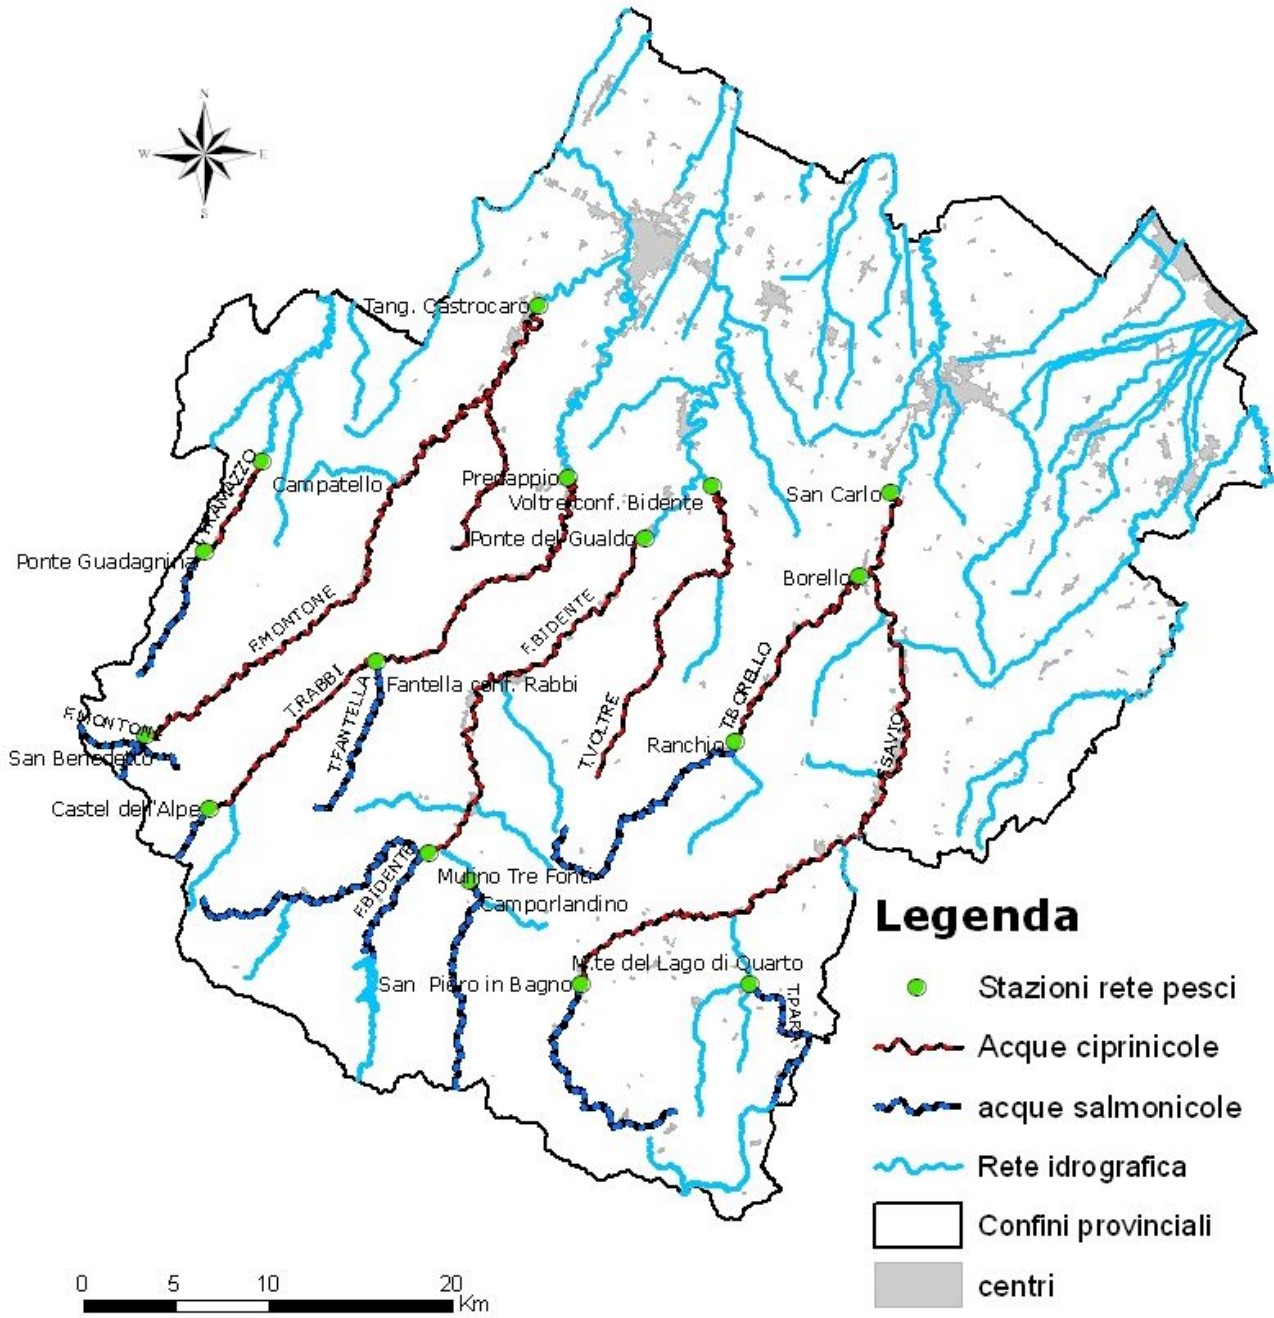 N
W E
S
Tang. Castrocaro
T.TRAMAZZO
Campatello
Predappio
Voltre conf. Bidente
San Carlo
Ponte del Gualdo
Ponte Guadagnina
Borello
F.MONTONE
F.BIDENTE
T.BORELLO
T.RABBI
Fantella conf. Rabbi
T.FANTELLA
T.VOLTRE
F.SAVIO
F.MONTON
Ranchio
San Benedetto
Castel dell'Alpe
F.BIDENTE
Mulino Tre Fonti
Camporlandino
M.te del Lago di Quarto
San Piero in Bagno
T.PARA
Legenda
Stazioni rete pesci
Acque ciprinicole
acque salmonicole
Rete idrografica
Confini provinciali
centri
0 5 10 20
Km